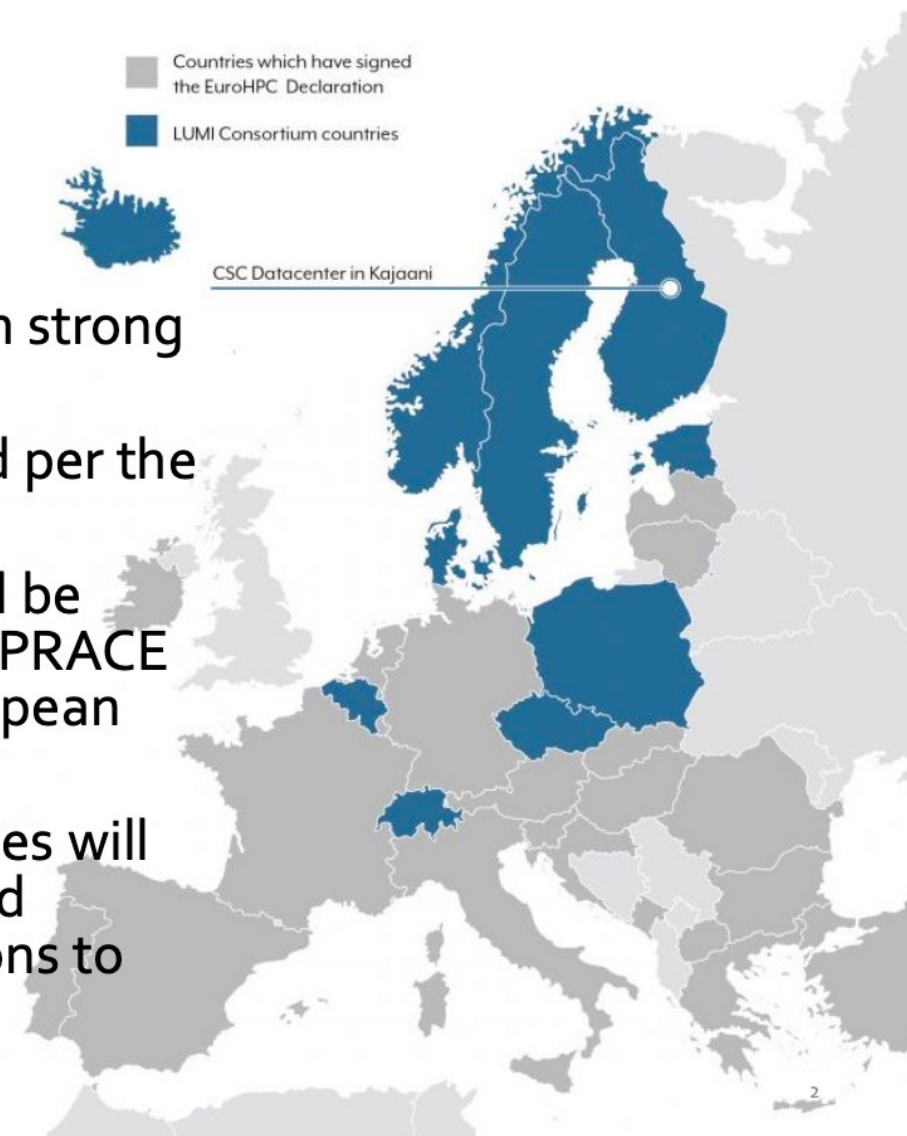 Countries which have signed
the EuroHPC Declaration
LUMI Consortium countries
CSC Datacenter in Kajaani
n strong
d per the
l be
PRACE
pean
es will
d
ons to
2